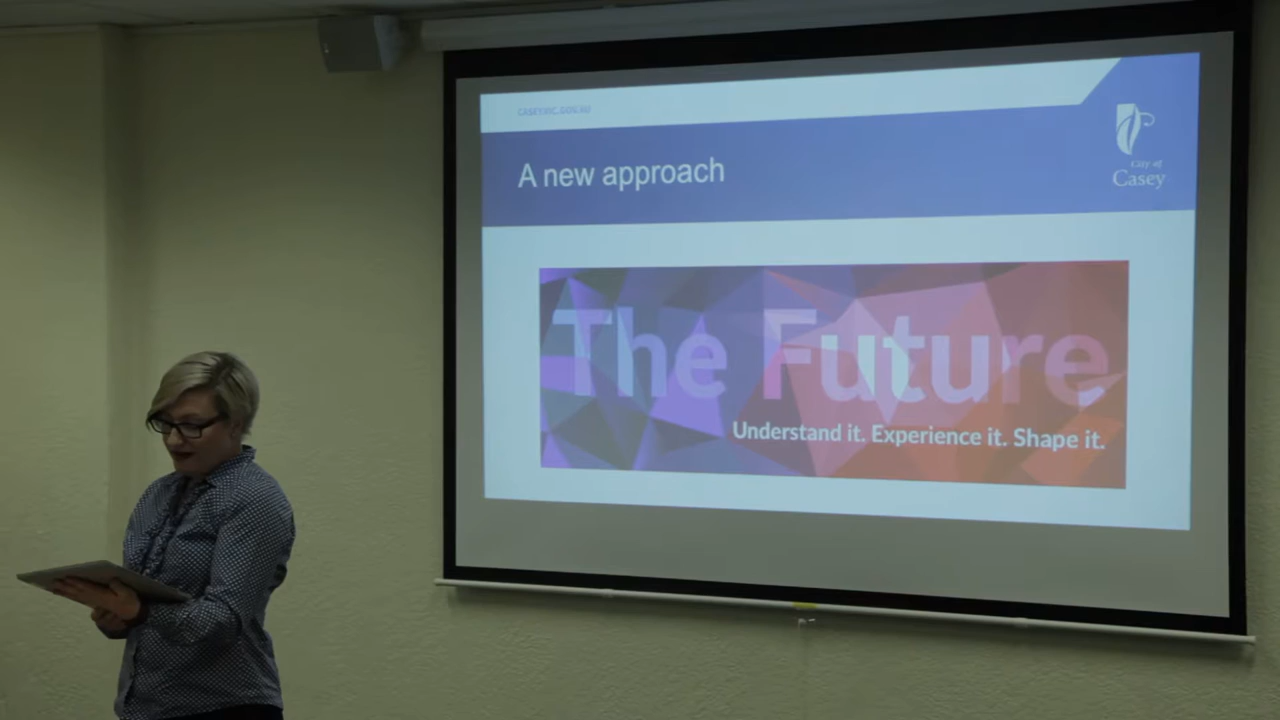 CASEY.VIC.GOV.AU
A new approach
City of
Casey
The Future
Understand it. Experience it. Shape it.